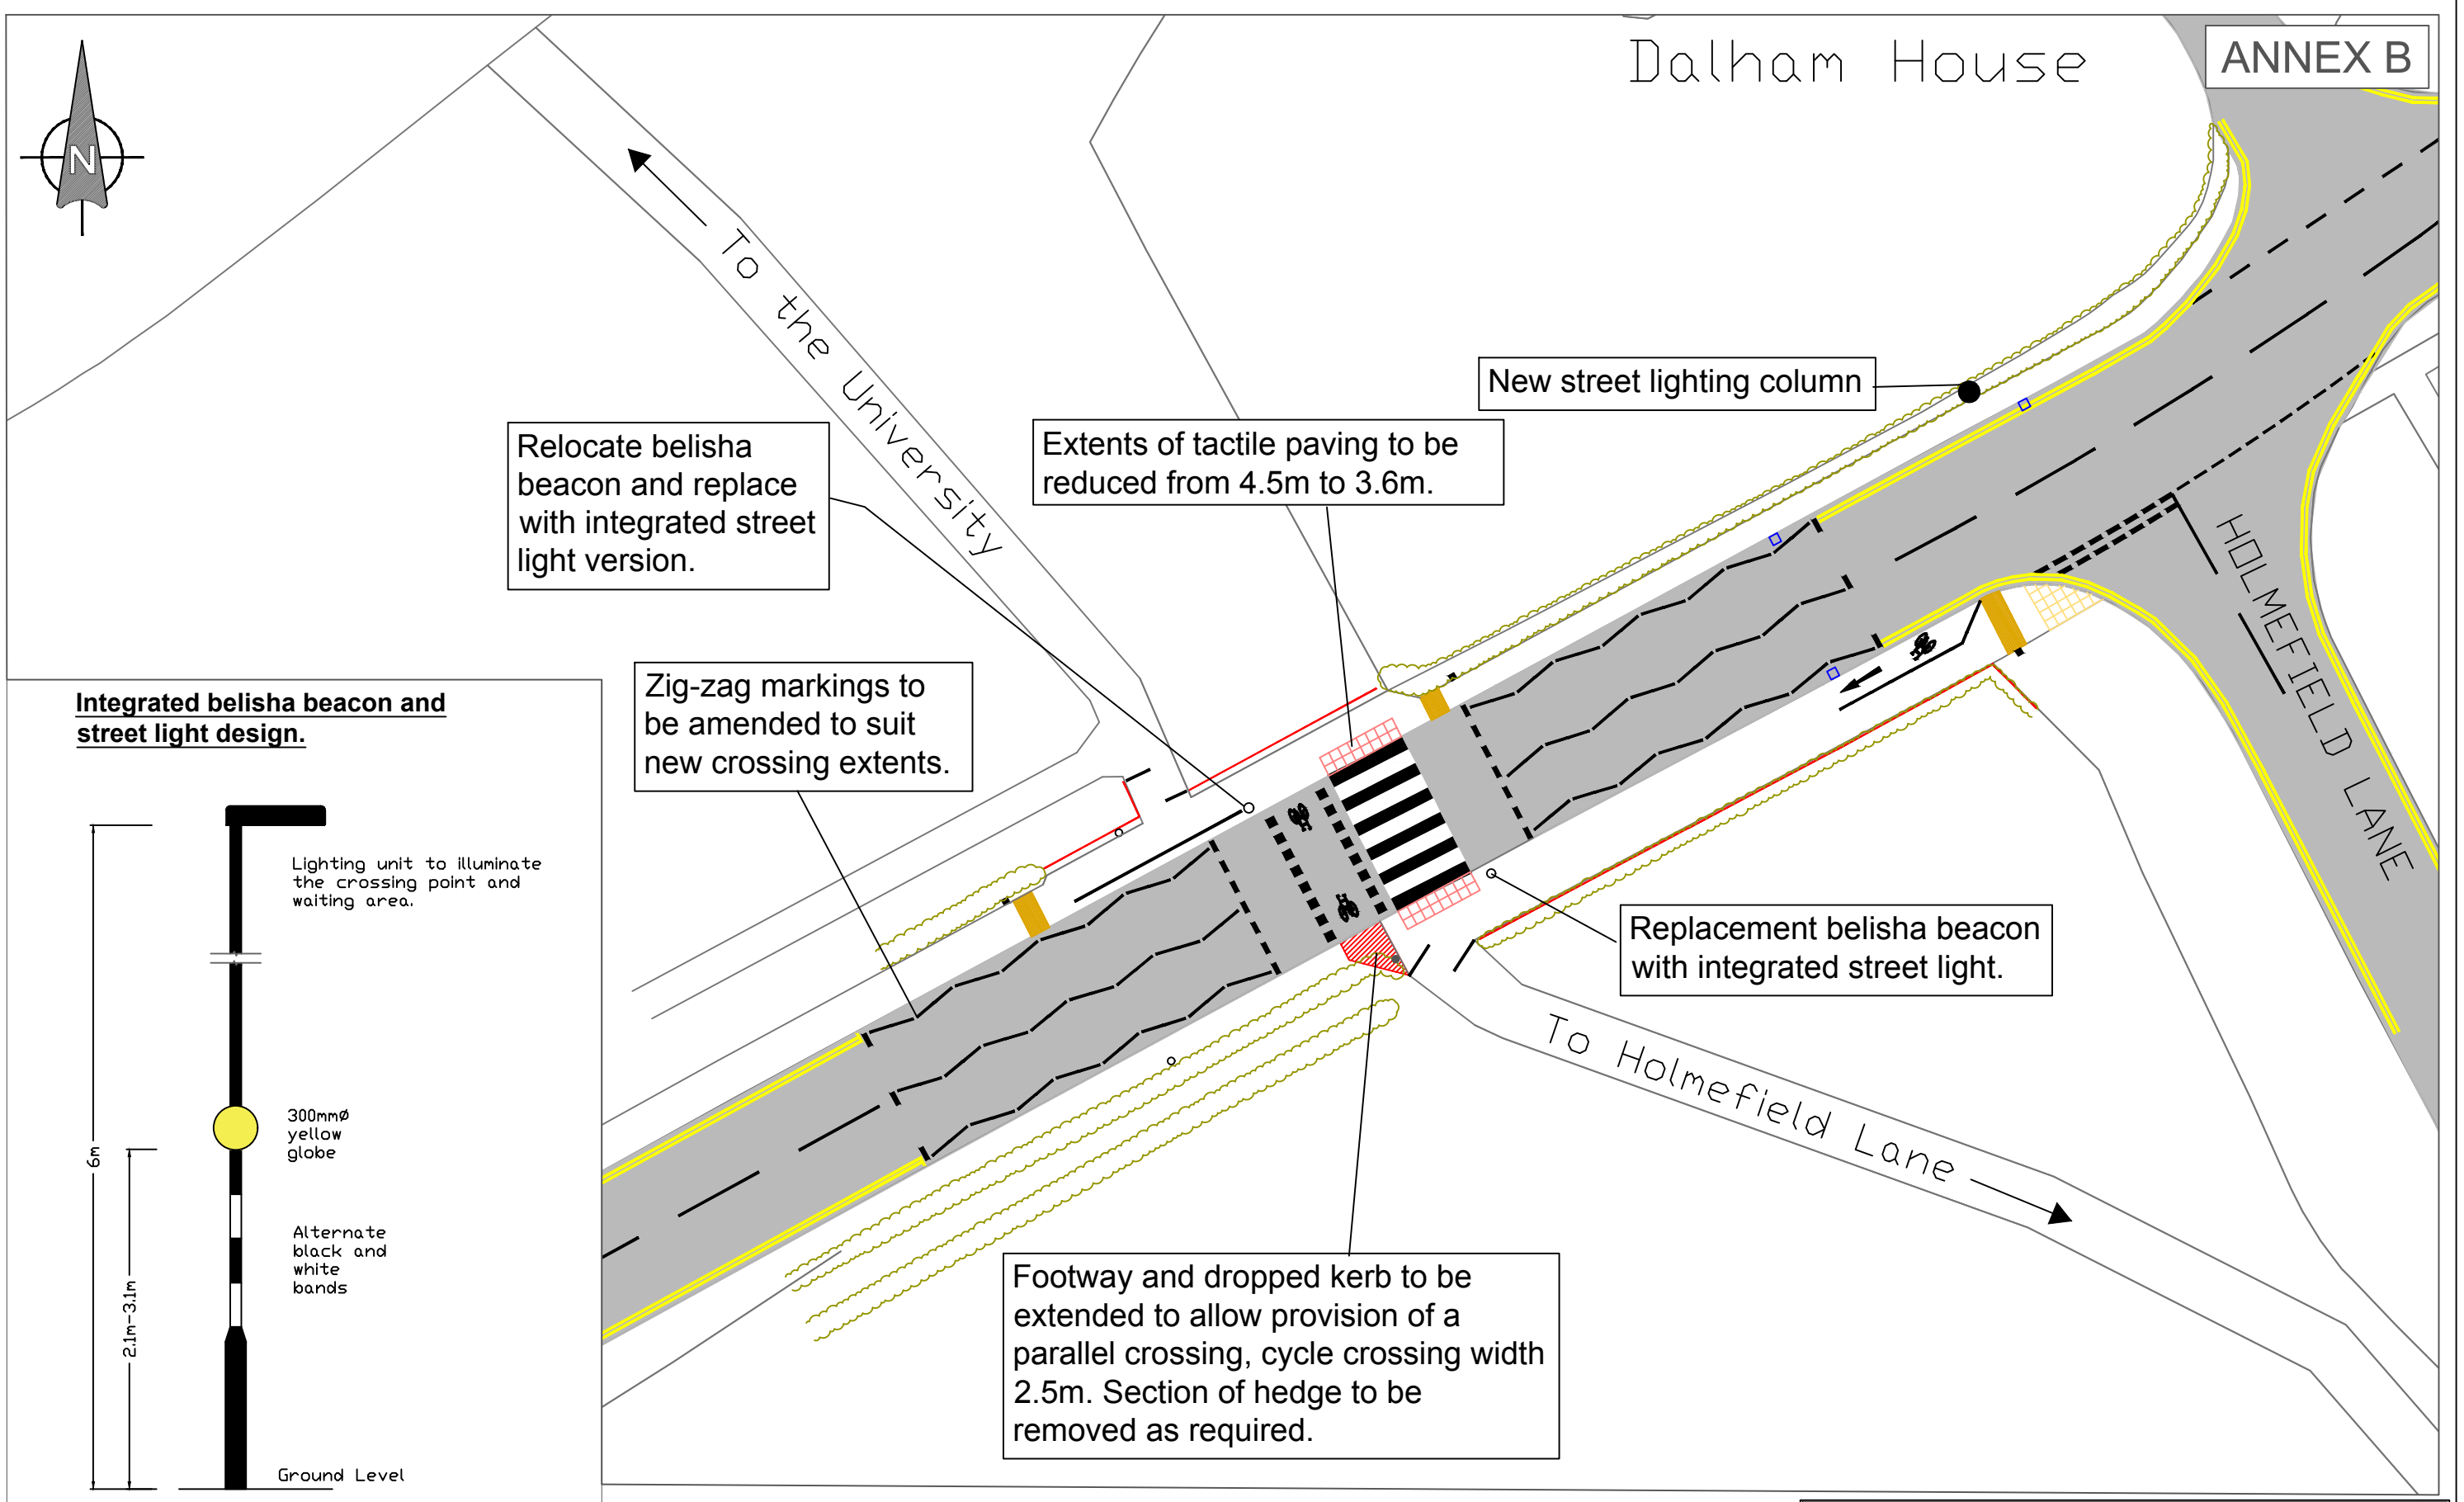 Dalham House
ANNEX B
N
To the University
New street lighting column
Relocate belisha
beacon and replace
with integrated street
light version.
Extents of tactile paving to be
reduced from 4.5m to 3.6m.
HOLMEFIELD LANE
Zig-zag markings to
be amended to suit
new crossing extents.
Integrated belisha beacon and
street light design.
Lighting unit to illuminate
the crossing point and
waiting area.
6m
300mmØ
yellow
globe
2.1m-3.1m
Alternate
black and
white
bands
Ground Level
Replacement belisha beacon
with integrated street light.
To Holmefield Lane
Footway and dropped kerb to be
extended to allow provision of a
parallel crossing, cycle crossing width
2.5m. Section of hedge to be
removed as required.